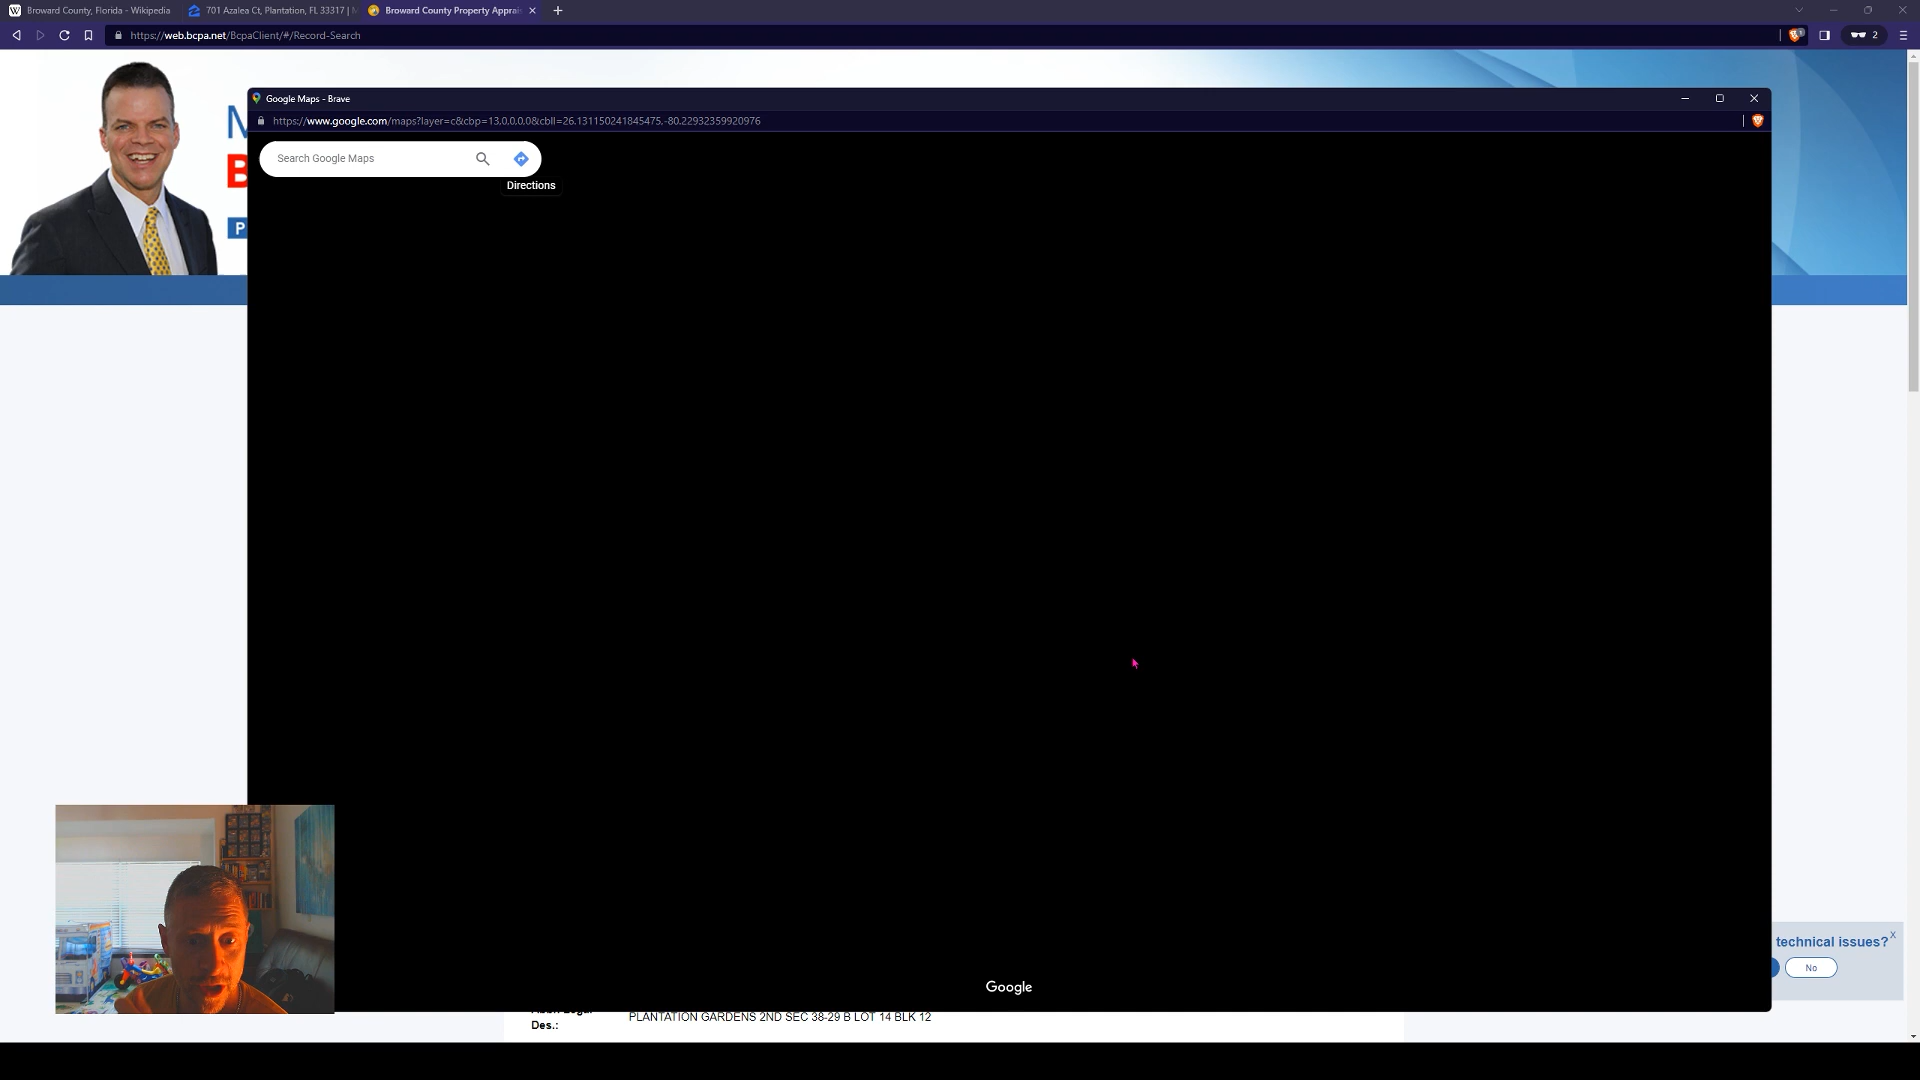 Broward County, Florida - Wikipedia
701 Azalea Ct, Plantation, FL 33317 |
Broward County Property Apprai
https://web.bcpa.net/BcpaClient/#/Record-Search
2
M
B
P
Google Maps - Brave
https://www.google.com/maps?layer=c&cbp=13,0,0,0,0&cbll=26.131150241845475,-80.22932359920976
Search Google Maps
Directions
Google
technical issues?
X
No
Des.:
PLANTATION GARDENS 2ND SEC 38-29 B LOT 14 BLK 12